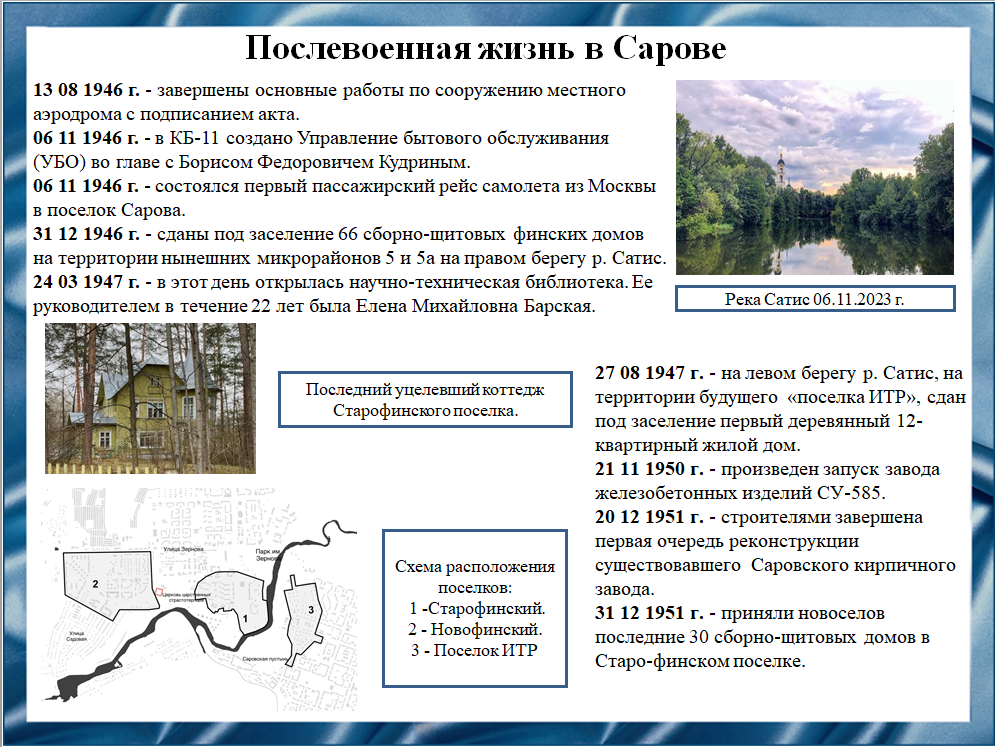 Послевоенная жизнь в Сарове
13 08 1946 г. - завершены основные работы по сооружению местного
аэродрома с подписанием акта.
06 11 1946 г. - в КБ-11 создано Управление бытового обслуживания
(УБО) во главе с Борисом Федоровичем Кудриным.
06 11 1946 г. - состоялся первый пассажирский рейс самолета из Москвы
в поселок Сарова.
31 12 1946 г. - сданы под заселение 66 сборно-щитовых финских домов
на территории нынешних микрорайонов 5 и 5а на правом берегу р. Сатис.
24 03 1947 г. - в этот день открылась научно-техническая библиотека. Ее
руководителем в течение 22 лет была Елена Михайловна Барская.
Река Сатис 06.11.2023 г.
Последний уцелевший коттедж
Старофинского поселка.
27 08 1947 г. - на левом берегу р. Сатис, на
территории будущего «поселка ИТР», сдан
под заселение первый деревянный 12-
квартирный жилой дом.
21 11 1950 г. - произведен запуск завода
железобетонных изделий СУ-585.
20 12 1951 г. - строителями завершена
первая очередь реконструкции
существовавшего Саровского кирпичного
завода.
31 12 1951 г. - приняли новоселов
последние 30 сборно-щитовых домов в
Старо-финском поселке.
Улица Зернова
Парк им.
Зернова
2
Церковь царственных
страстотерпцев
1
3
Улица
Садовая
Саровская пустынь
Схема расположения
поселков:
1 -Старофинский.
2 - Новофинский.
3 - Поселок ИТР